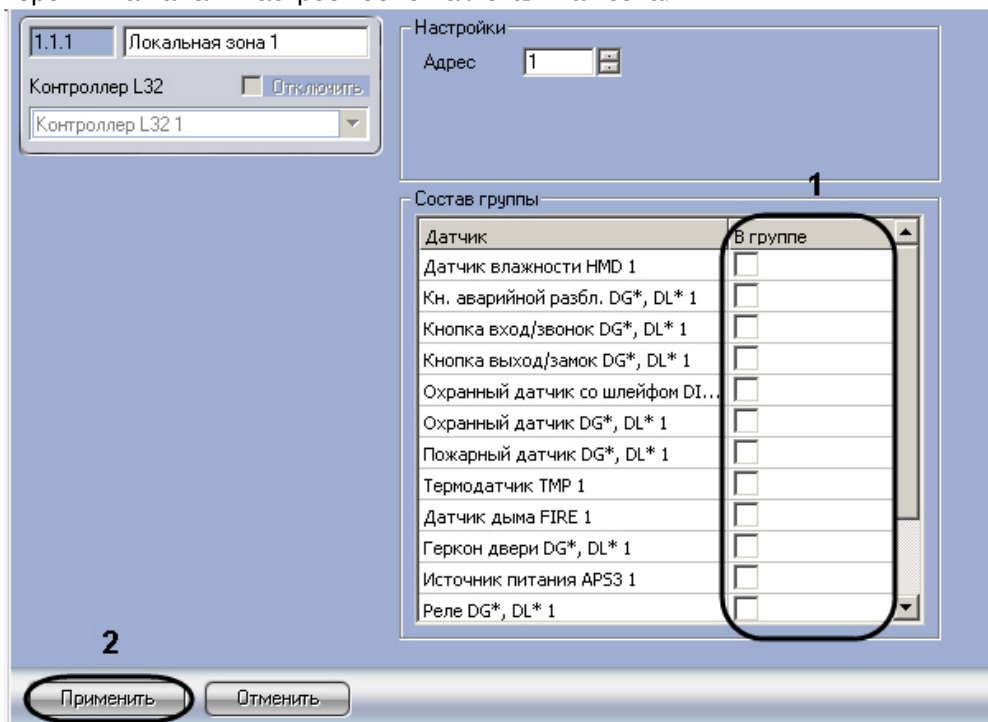 1.1.1 Локальная зона 1
Контроллер L32 Отключить
Контроллер L32 1
Настройки
Адрес 1
1
Состав группы
Датчик В группе
Датчик влажности HMD 1
Кн. аварийной разбл. DG*, DL* 1
Кнопка вход/звонок DG*, DL* 1
Кнопка выход/замок DG*, DL* 1
Охранный датчик со шлейфом DI...
Охранный датчик DG*, DL* 1
Пожарный датчик DG*, DL* 1
Термодатчик TMP 1
Датчик дыма FIRE 1
Геркон двери DG*, DL* 1
Источник питания APS3 1
Реле DG*, DL* 1
2
Применить Отменить